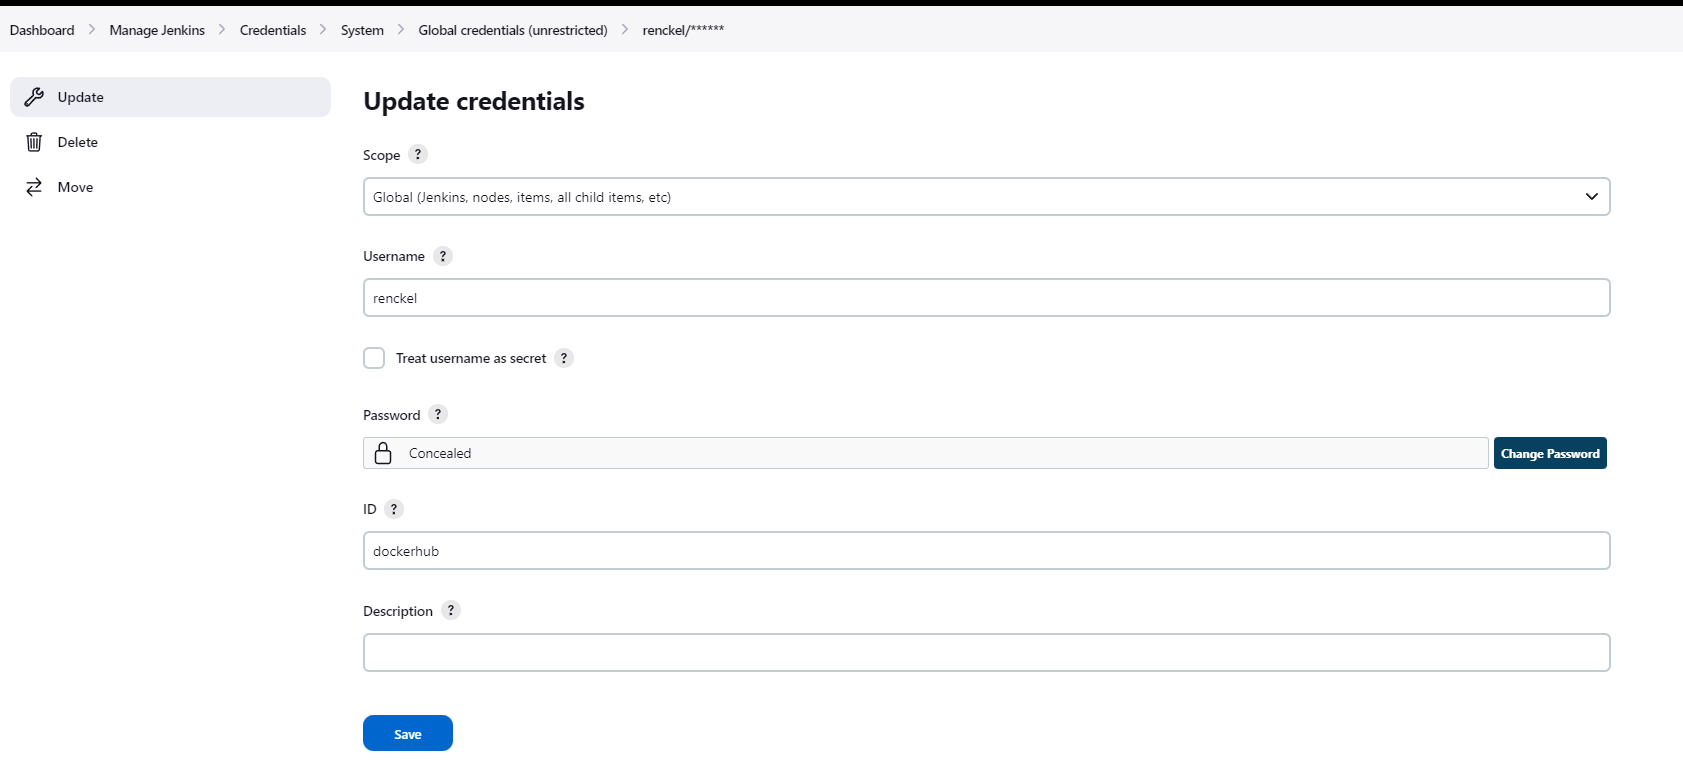 Dashboard > Manage Jenkins > Credentials > System > Global credentials (unrestricted) > renckel/******
Update
Delete
Move
Update credentials
Scope ?
Global (Jenkins, nodes, items, all child items, etc)
Username ?
renckel
Treat username as secret ?
Password ?
Concealed
Change Password
ID ?
dockerhub
Description ?
Save